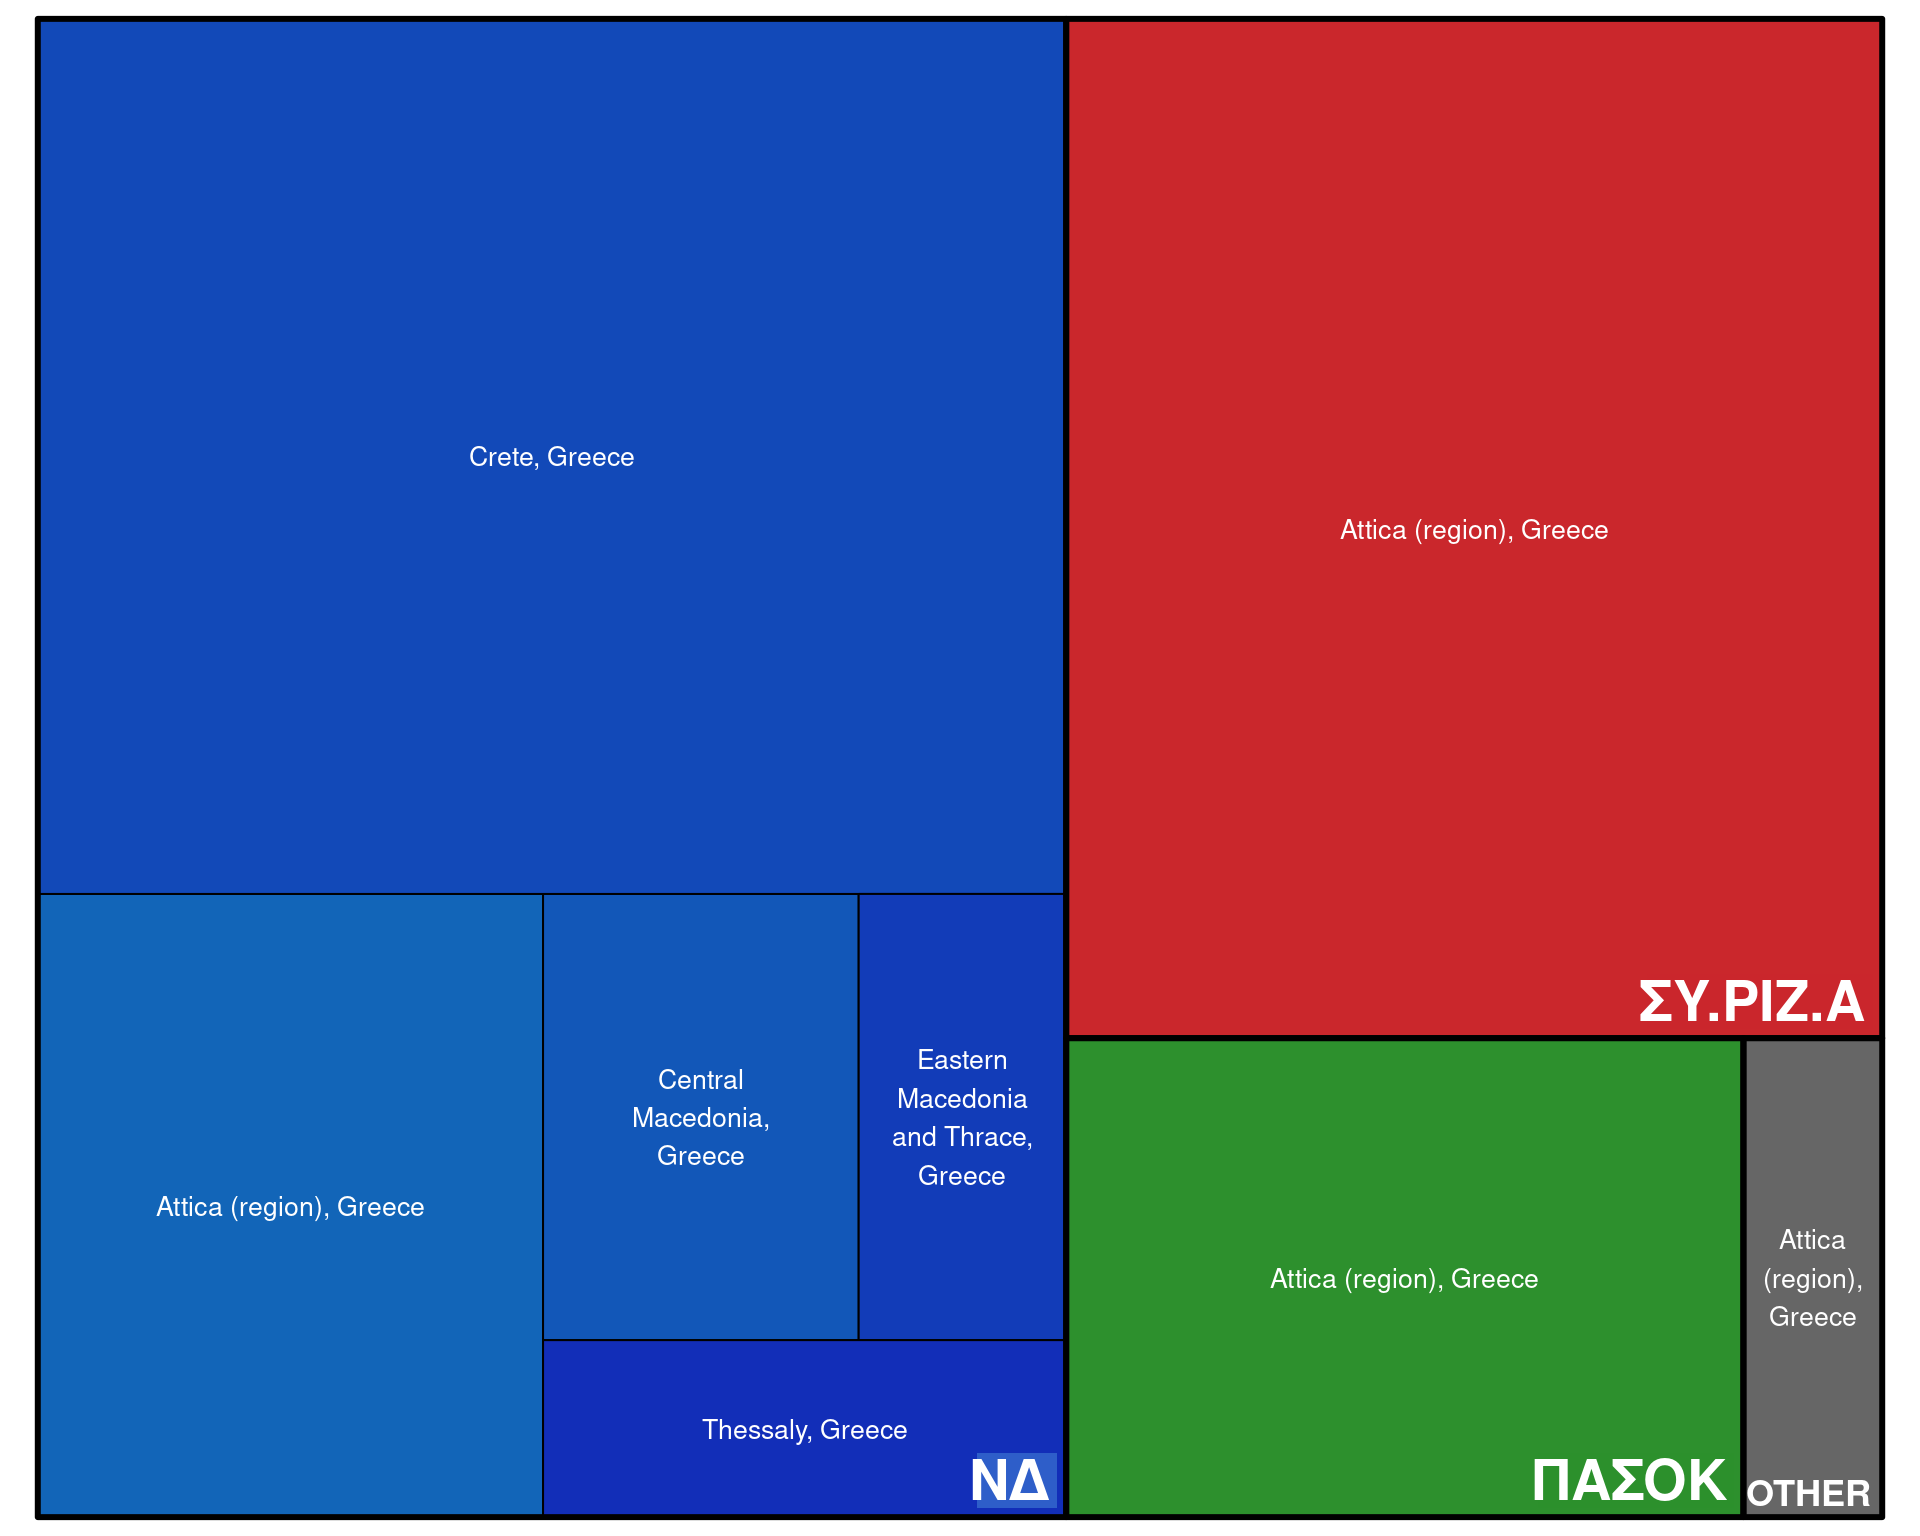 Crete, Greece
Attica (region), Greece
Central
Macedonia,
Greece
Eastern
Macedonia
and Thrace,
Greece
Thessaly, Greece
ΝΔ
Attica (region), Greece
ΣΥ.ΡΙΖ.Α
Attica (region), Greece
ΠΑΣΟΚ
Attica
(region),
Greece
OTHER